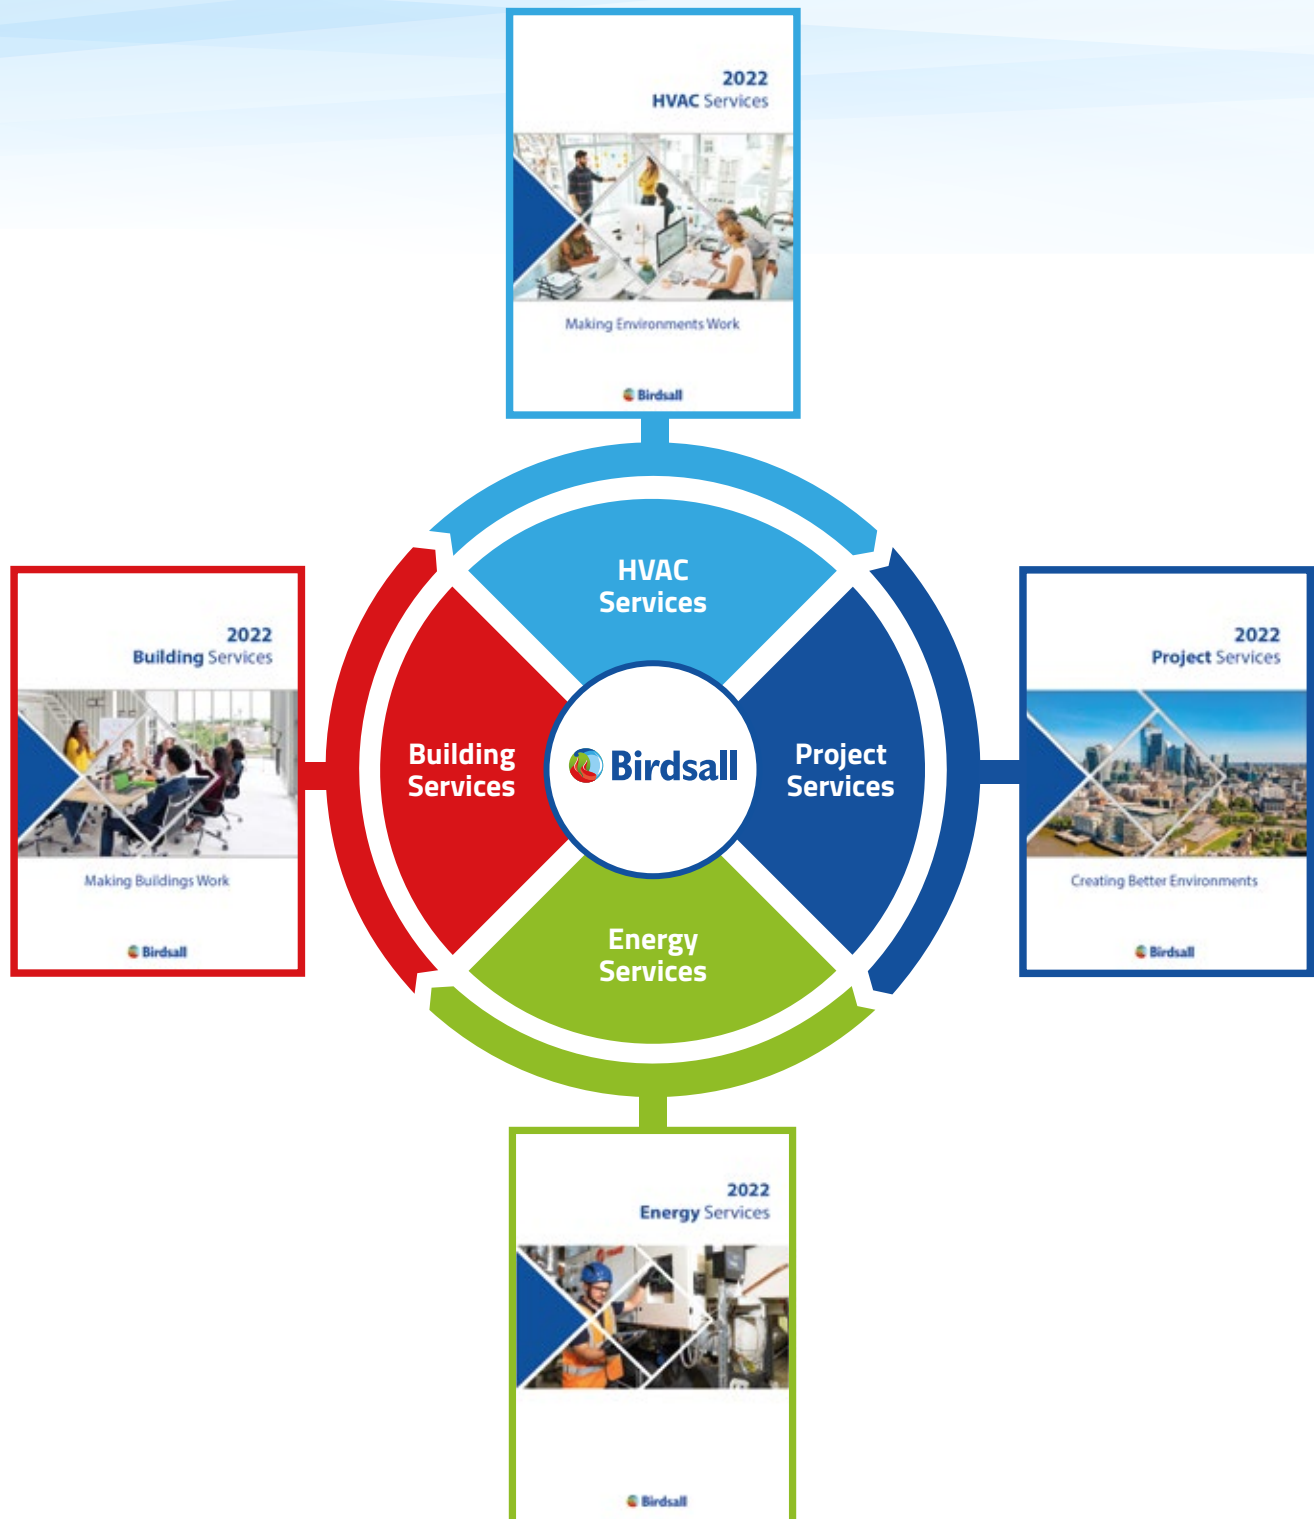 2022
HVAC Services
Making Environments Work
Birdsall
HVAC
Services
2022
Building Services
Making Buildings Work
Birdsall
Building
Services
Birdsall
Project
Services
2022
Project Services
Creating Better Environments
Birdsall
Energy
Services
2022
Energy Services
Birdsall